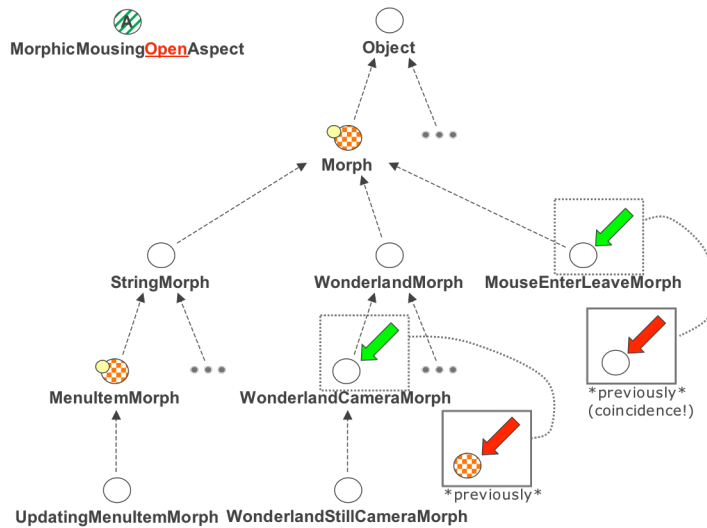 A
MorphicMousingOpenAspect
Object
Morph
StringMorph
WonderlandMorph
MouseEnterLeaveMorph
MenuItemMorph
WonderlandCameraMorph
*previously*
(coincidence!)
*previously*
UpdatingMenuItemMorph
WonderlandStillCameraMorph